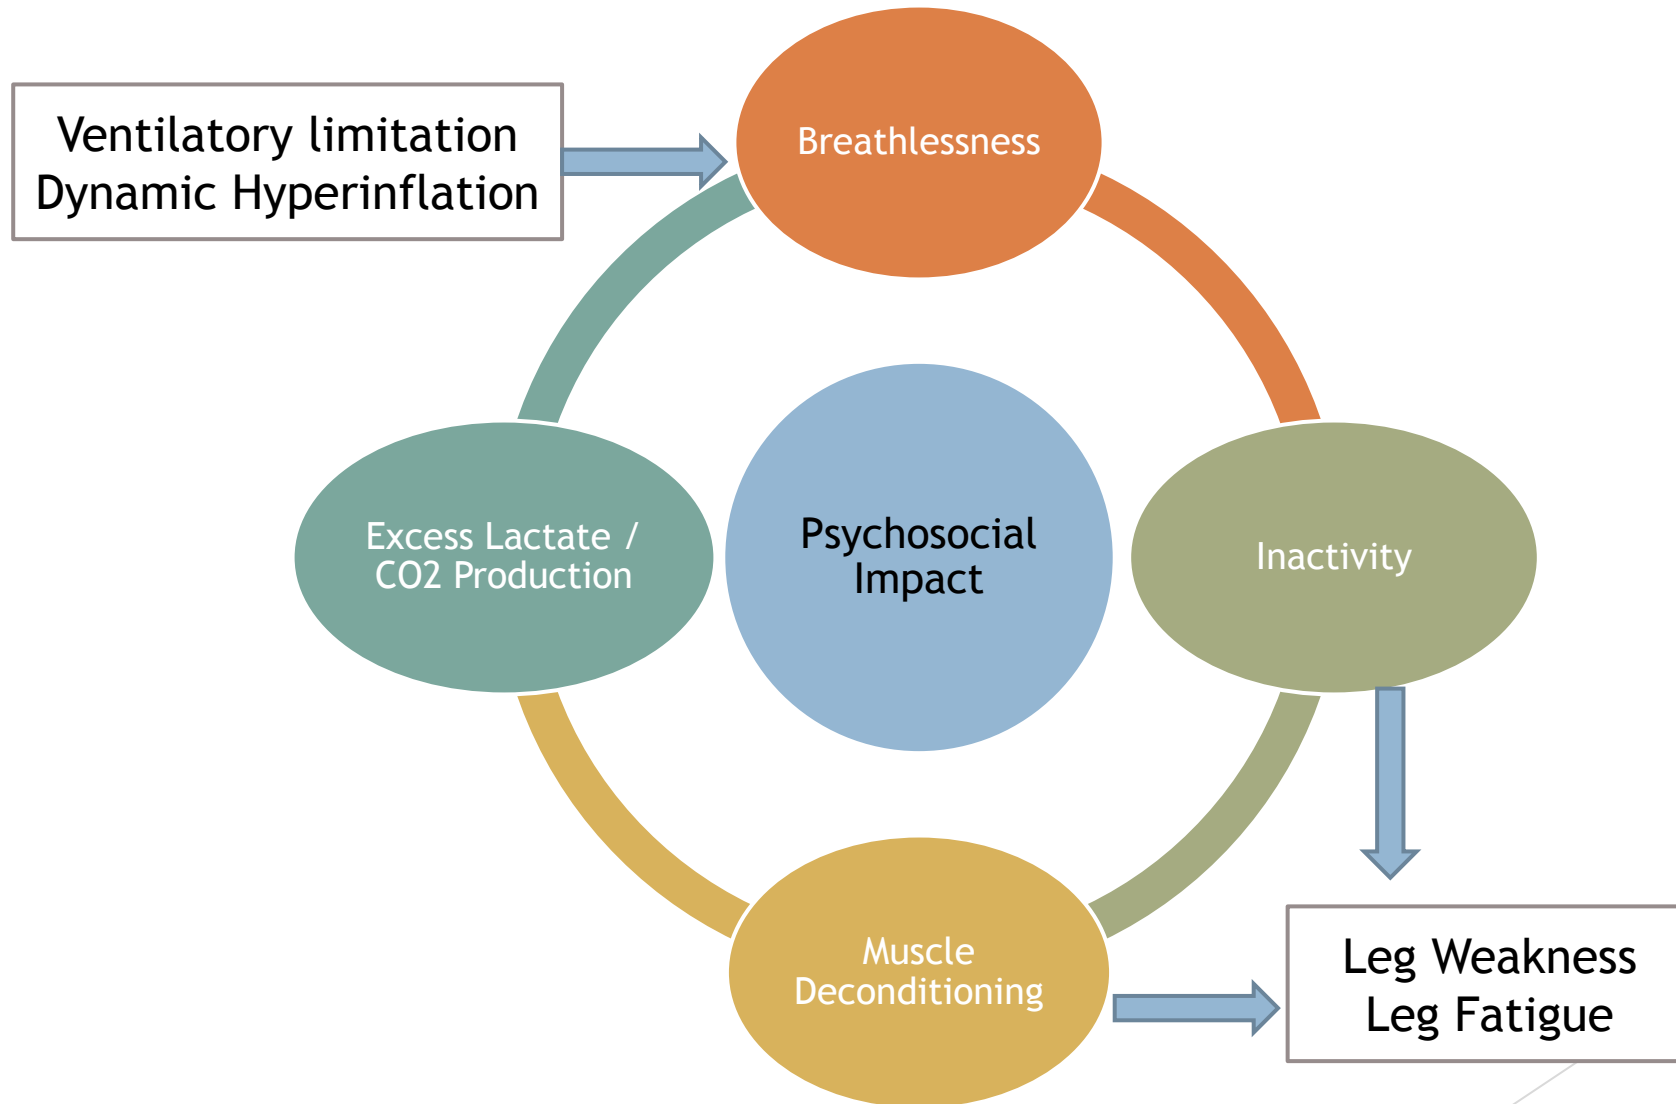 Ventilatory limitation
Dynamic Hyperinflation
Breathlessness
Excess Lactate /
CO2 Production
Psychosocial
Impact
Inactivity
Muscle
Deconditioning
Leg Weakness
Leg Fatigue